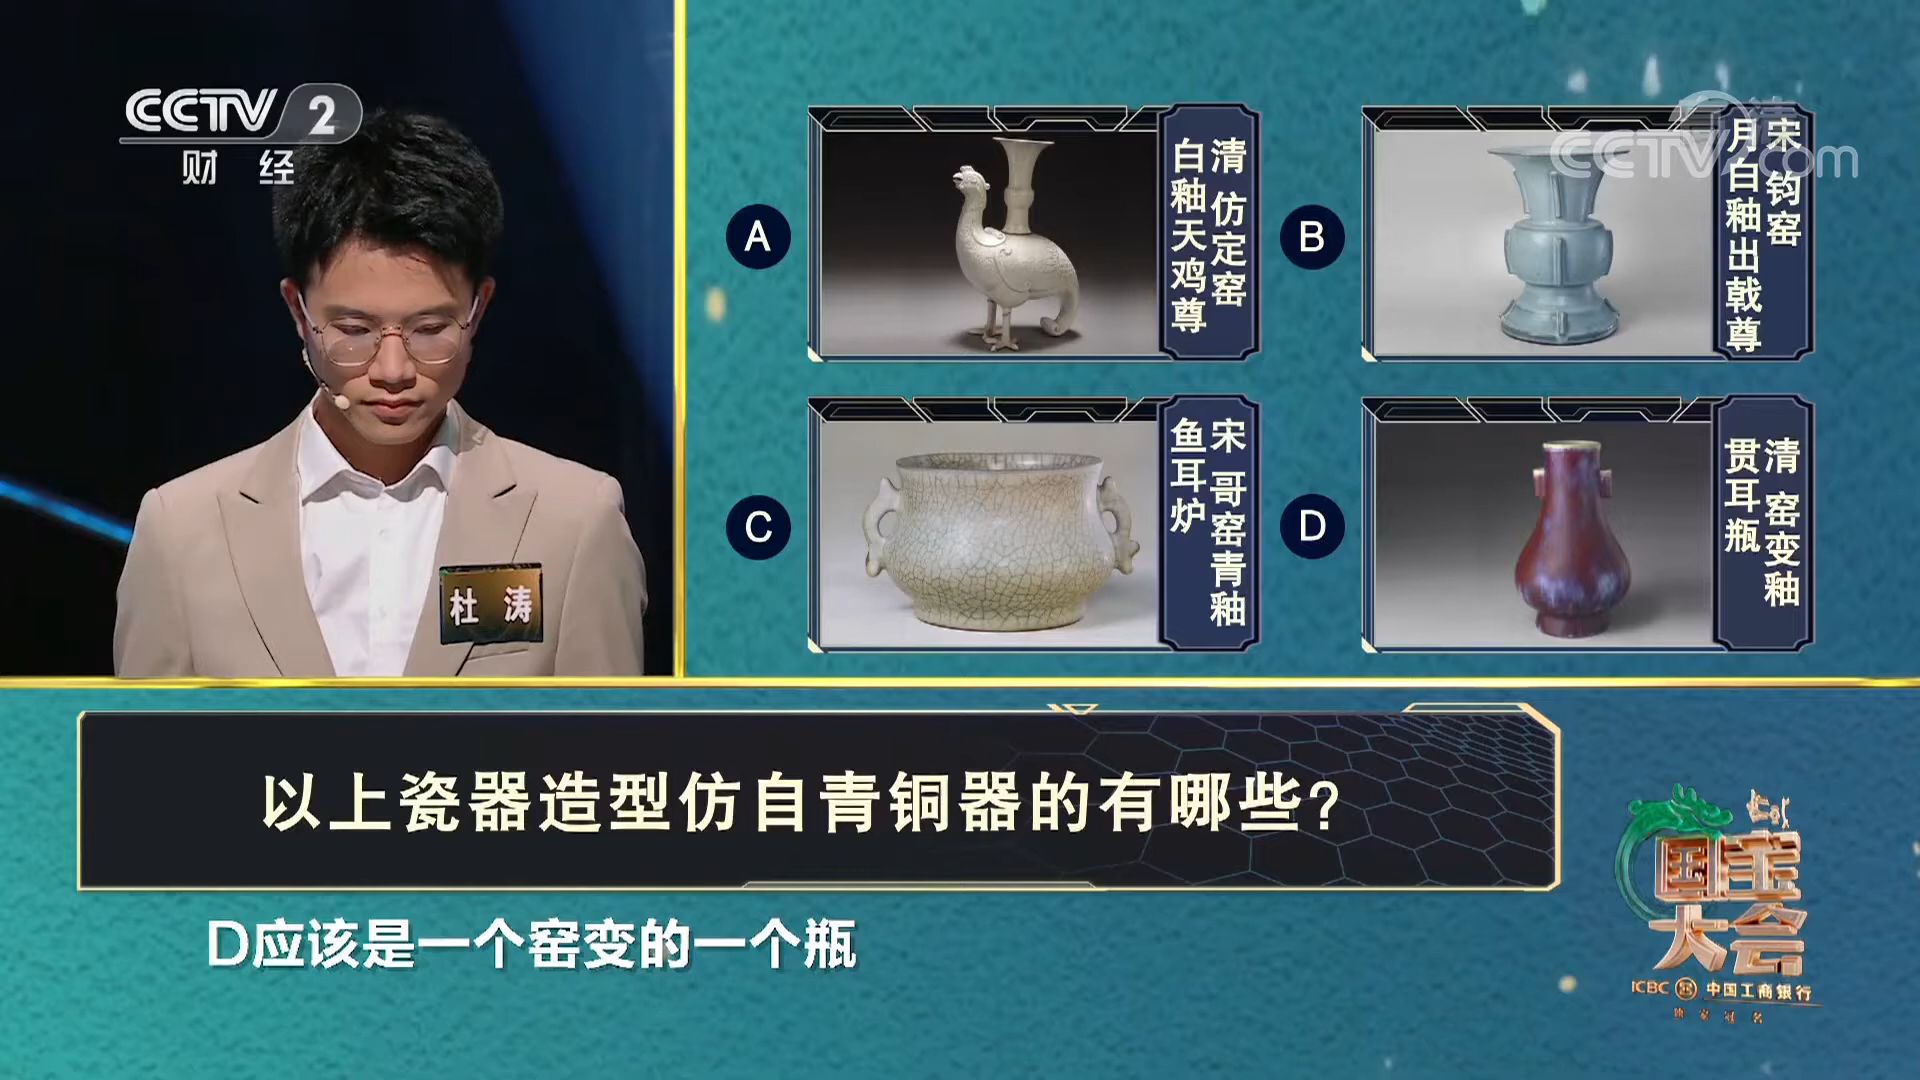 CCTV 2
财 经
CCTV.com
A
清 仿定窑
白釉天鸡尊
B
宋 钧窑
月白釉出戟尊
C
宋 哥窑青釉
鱼耳炉
D
清 窑变釉
贯耳瓶
杜 涛
以上瓷器造型仿自青铜器的有哪些?
D应该是一个窑变的一个瓶
国宝
大会
ICBC 中国工商银行
独 家 冠 名